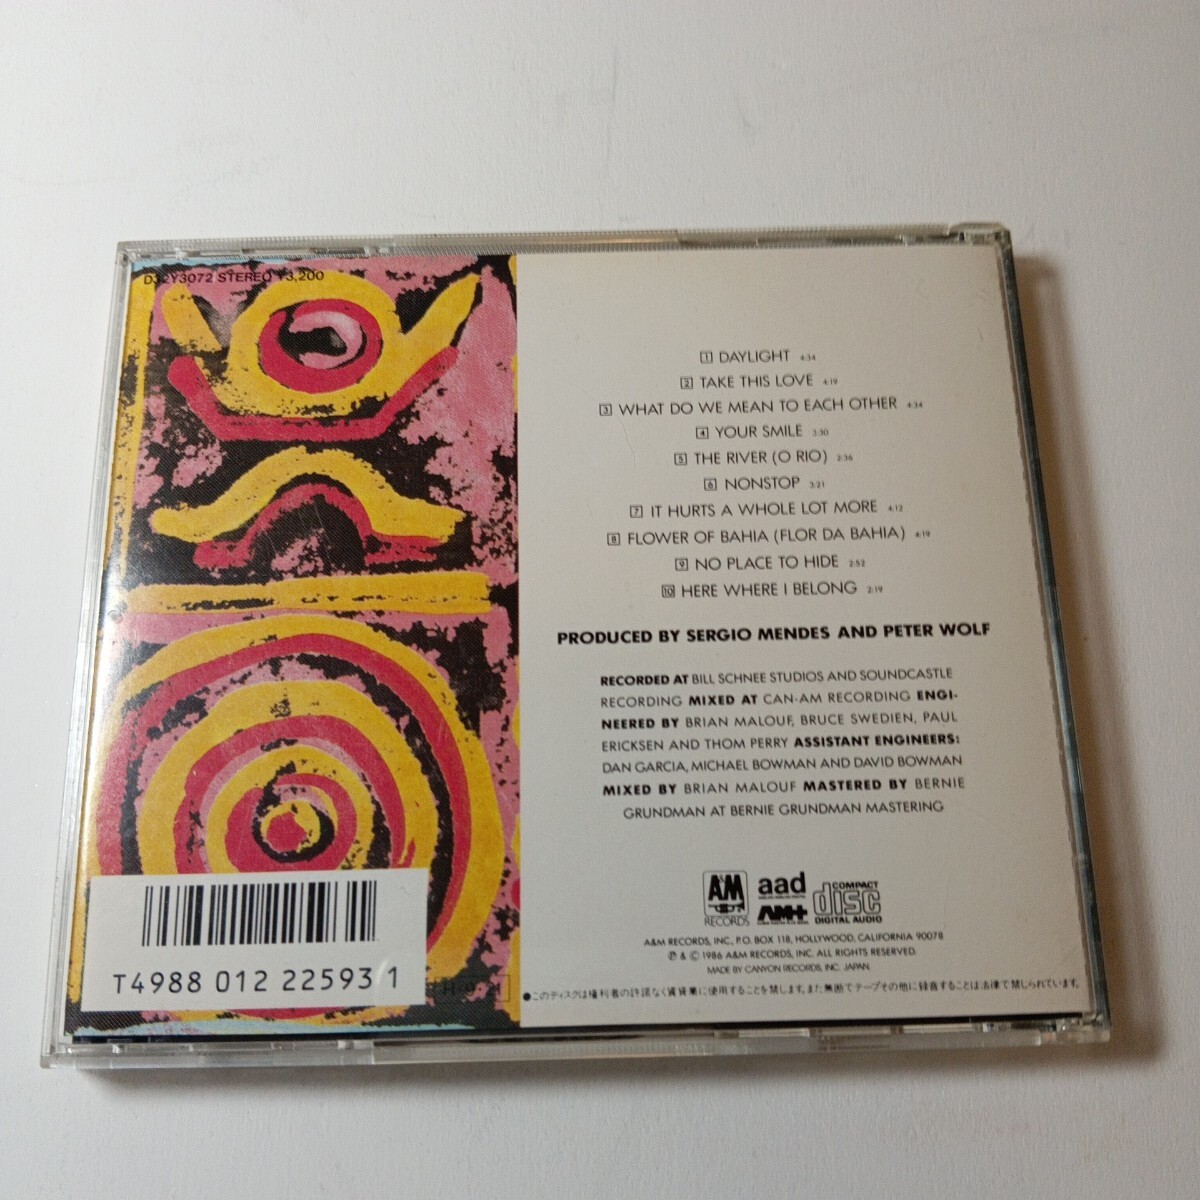 D32Y3072 STEREO ¥3,200
1 DAYLIGHT 4:34
2 TAKE THIS LOVE 4:19
3 WHAT DO WE MEAN TO EACH OTHER 4:34
4 YOUR SMILE 3:30
5 THE RIVER (O RIO) 2:36
6 NONSTOP 3:21
7 IT HURTS A WHOLE LOT MORE 4:12
8 FLOWER OF BAHIA (FLOR DA BAHIA) 4:19
9 NO PLACE TO HIDE 2:52
10 HERE WHERE I BELONG 2:19
PRODUCED BY SERGIO MENDES AND PETER WOLF
RECORDED AT BILL SCHNEE STUDIOS AND SOUNDCASTLE
RECORDING MIXED AT CAN-AM RECORDING ENGI-
NEERED BY BRIAN MALOUF, BRUCE SWEDIEN, PAUL
ERICKSEN AND THOM PERRY ASSISTANT ENGINEERS:
DAN GARCIA, MICHAEL BOWMAN AND DAVID BOWMAN
MIXED BY BRIAN MALOUF MASTERED BY BERNIE
GRUNDMAN AT BERNIE GRUNDMAN MASTERING
A&M RECORDS
aad
AM+
COMPACT disc DIGITAL AUDIO
A&M RECORDS, INC., P.O. BOX 118, HOLLYWOOD, CALIFORNIA 90078
℗ & © 1986 A&M RECORDS, INC. ALL RIGHTS RESERVED.
MADE BY CANYON RECORDS, INC. JAPAN.
●このディスクは権利者の許諾なく賃貸業に使用することを禁じます。また無断でテープその他に録音することは法律で禁じられています。
T4988 012 22593 1